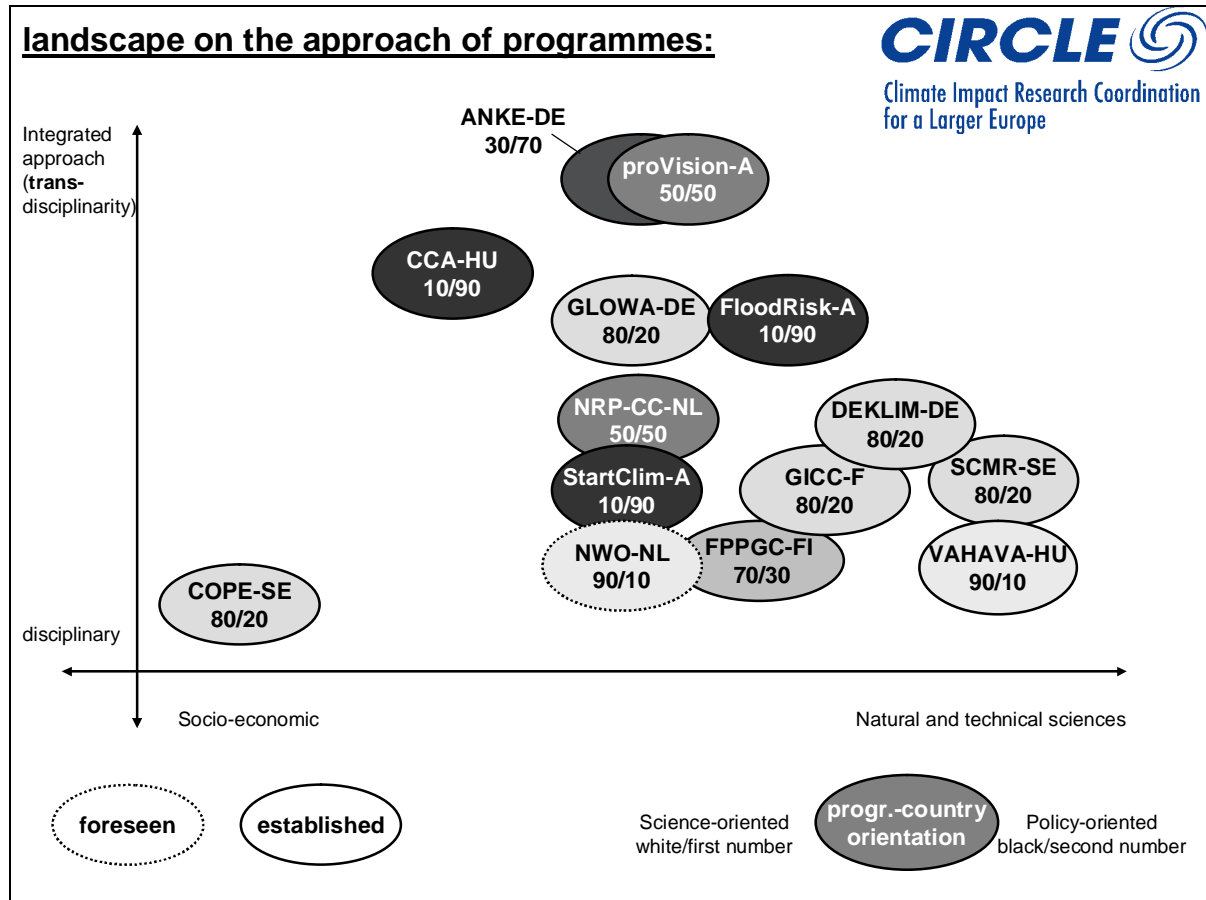 landscape on the approach of programmes:
CIRCLE
Climate Impact Research Coordination
for a Larger Europe
Integrated
approach
(trans-
disciplinarity)
ANKE-DE
30/70
proVision-A
50/50
CCA-HU
10/90
GLOWA-DE
80/20
FloodRisk-A
10/90
NRP-CC-NL
50/50
DEKLIM-DE
80/20
StartClim-A
10/90
GICC-F
80/20
SCMR-SE
80/20
NWO-NL
90/10
FPPGC-FI
70/30
VAHAVA-HU
90/10
COPE-SE
80/20
disciplinary
Socio-economic
Natural and technical sciences
foreseen
established
Science-oriented
white/first number
progr.-country
orientation
Policy-oriented
black/second number